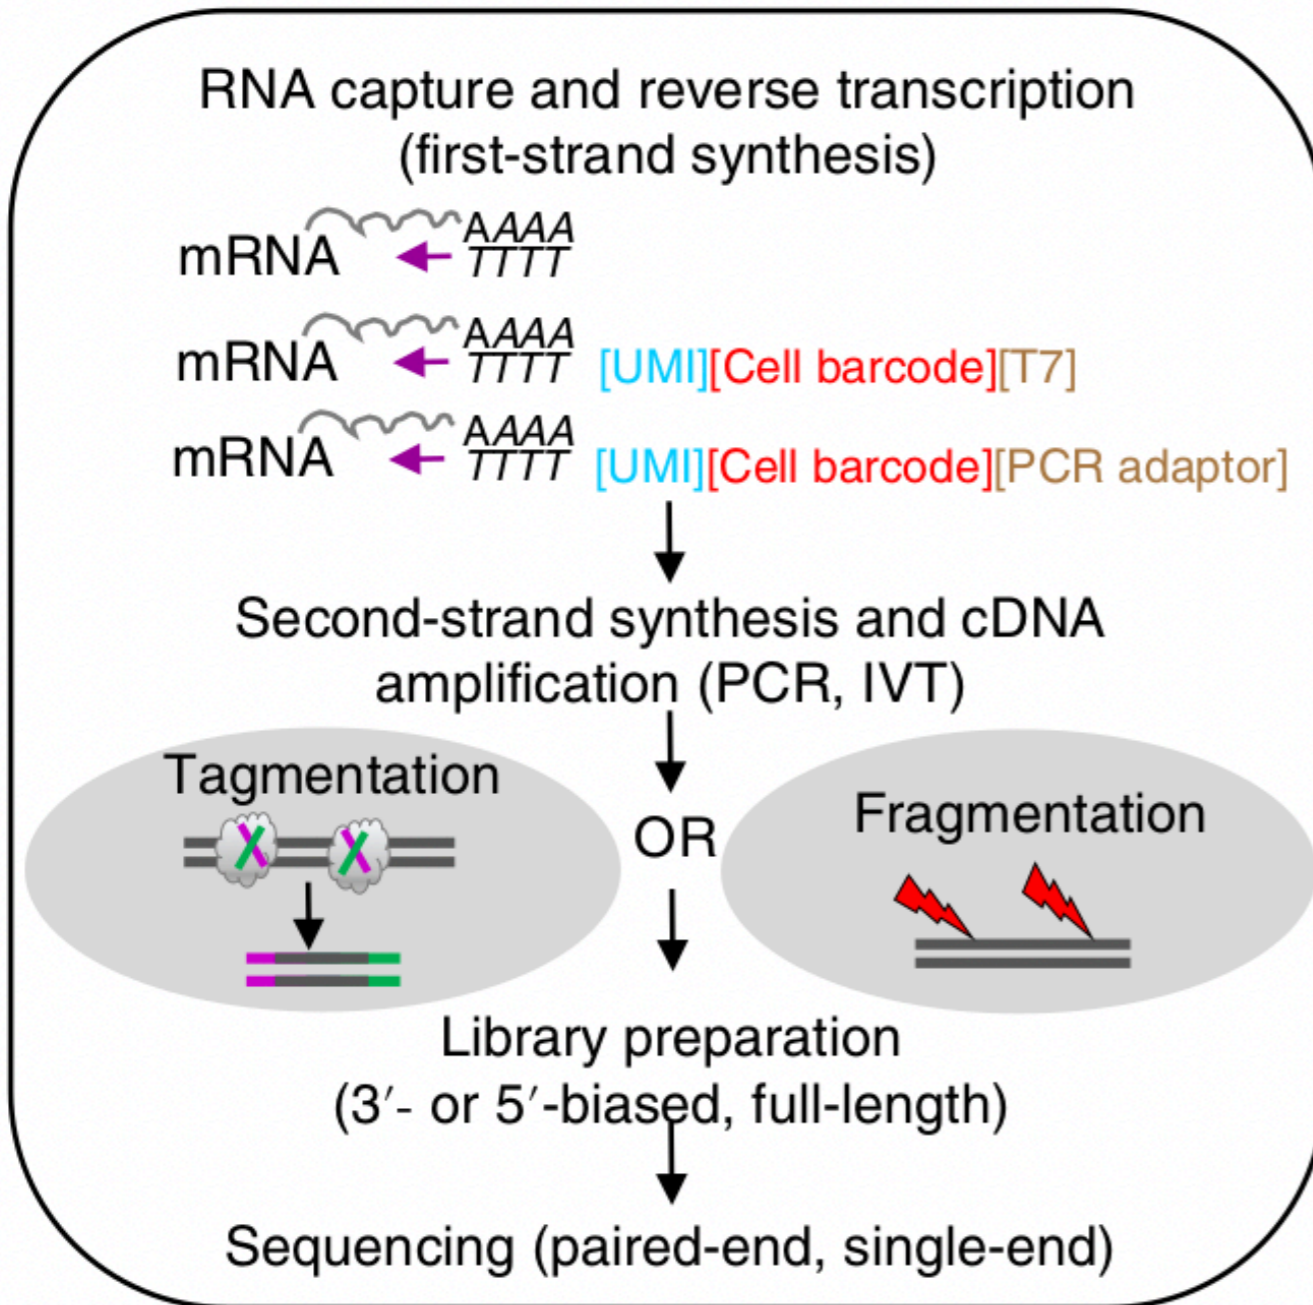 RNA capture and reverse transcription
(first-strand synthesis)
AAAA
mRNA TTTT
AAAA
mRNA TTTT [UMI][Cell barcode][T7]
AAAA
mRNA TTTT [UMI][Cell barcode][PCR adaptor]
Second-strand synthesis and cDNA
amplification (PCR, IVT)
Tagmentation
OR
Fragmentation
Library preparation
(3′- or 5′-biased, full-length)
Sequencing (paired-end, single-end)